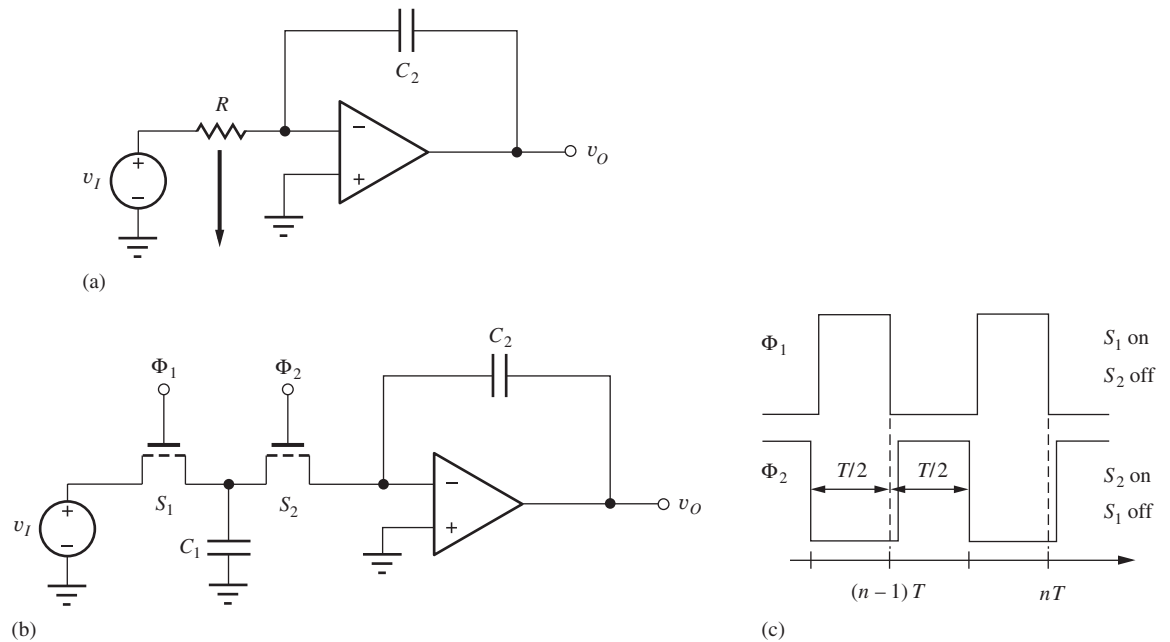 C2
R
−
vI
+
−
+
vO
(a)
C2
Φ1
Φ2
Φ1
S1 on
S2 off
Φ2
T/2
T/2
S2 on
S1 off
S1
S2
−
vI
+
−
C1
+
vO
(n – 1) T
nT
(b)
(c)